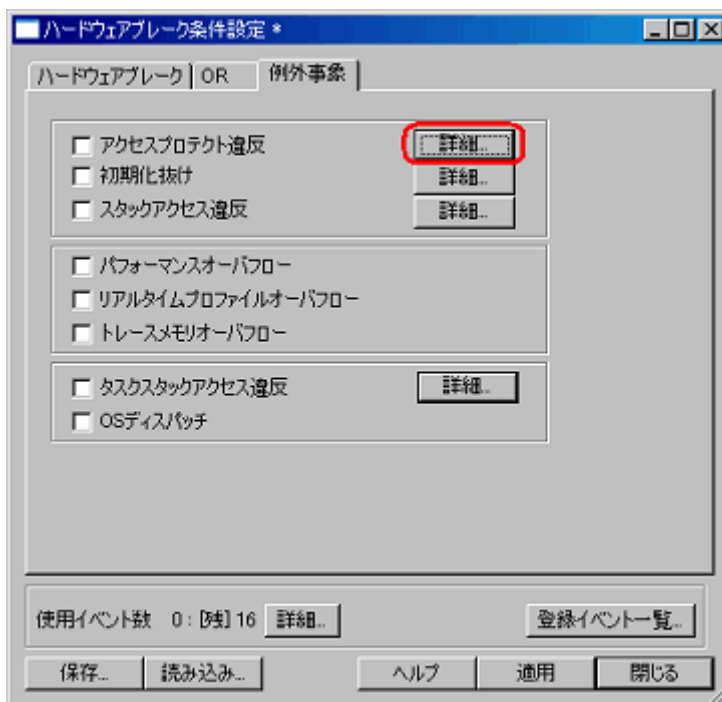 ハードウェアブレーク条件設定 *
ハードウェアブレーク OR 例外事象
アクセスプロテクト違反 詳細...
初期化抜け 詳細...
スタックアクセス違反 詳細...
パフォーマンスオーバフロー
リアルタイムプロファイルオーバフロー
トレースメモリオーバフロー
タスクスタックアクセス違反 詳細...
OSディスパッチ
使用イベント数 0 : [残] 16 詳細... 登録イベント一覧...
保存... 読み込み... ヘルプ 適用 閉じる